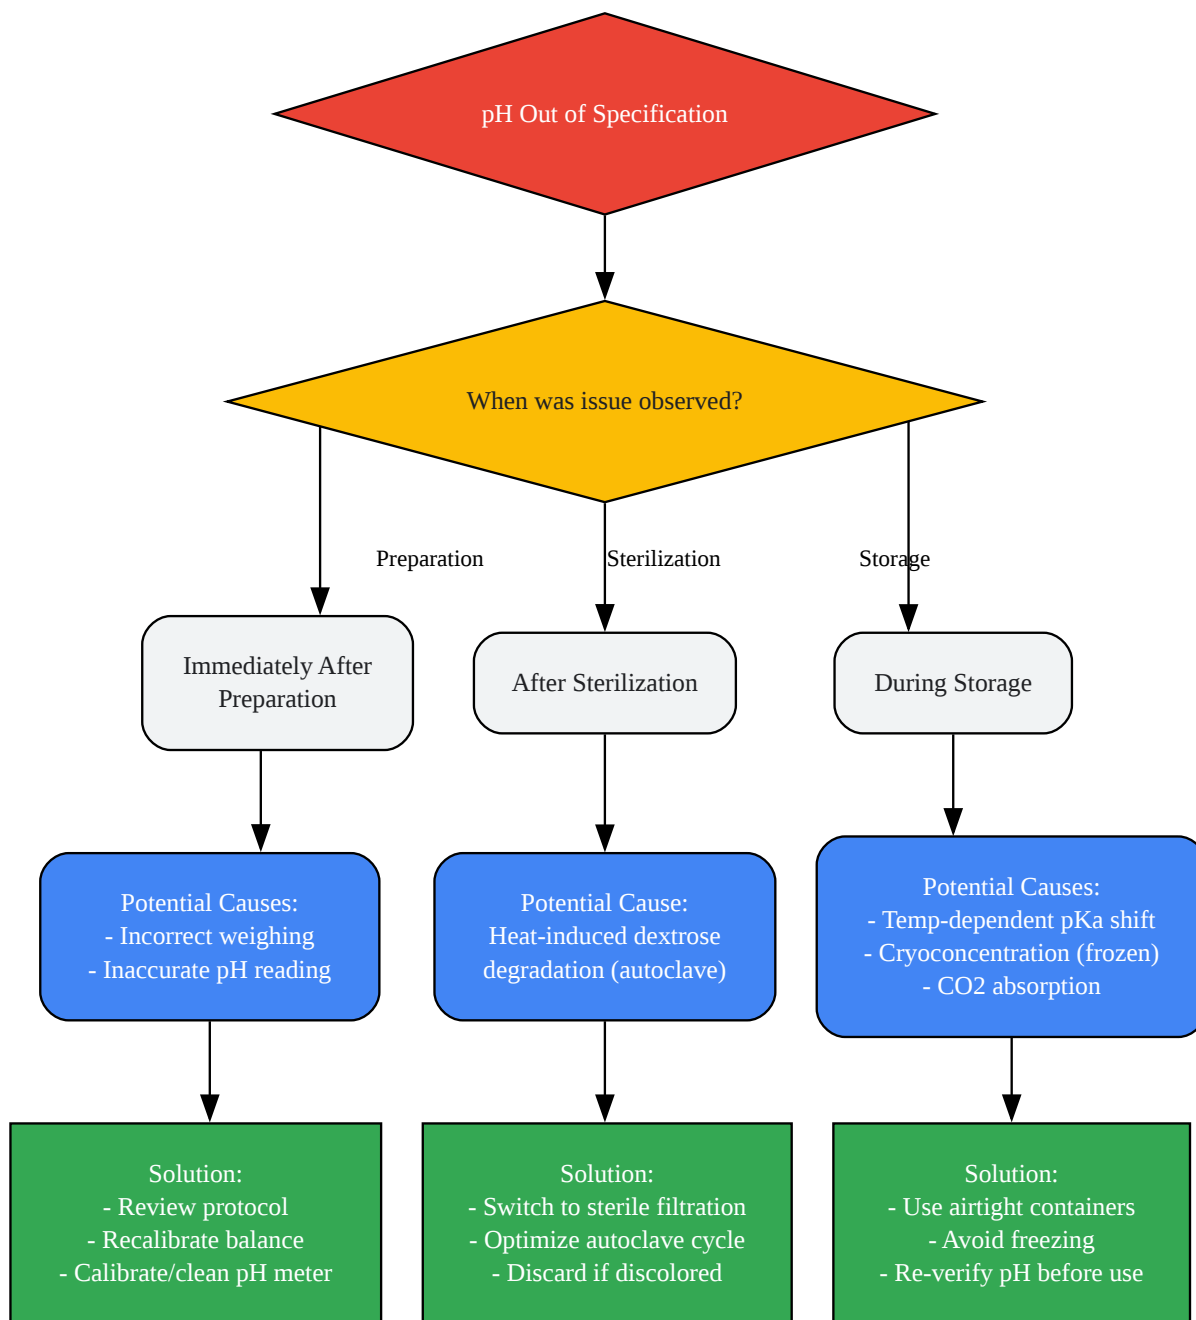 pH Out of Specification
When was issue observed?
Preparation
Sterilization
Storage
Immediately After
Preparation
After Sterilization
During Storage
Potential Causes:
- Incorrect weighing
- Inaccurate pH reading
Potential Cause:
Heat-induced dextrose
degradation (autoclave)
Potential Causes:
- Temp-dependent pKa shift
- Cryoconcentration (frozen)
- CO2 absorption
Solution:
- Review protocol
- Recalibrate balance
- Calibrate/clean pH meter
Solution:
- Switch to sterile filtration
- Optimize autoclave cycle
- Discard if discolored
Solution:
- Use airtight containers
- Avoid freezing
- Re-verify pH before use